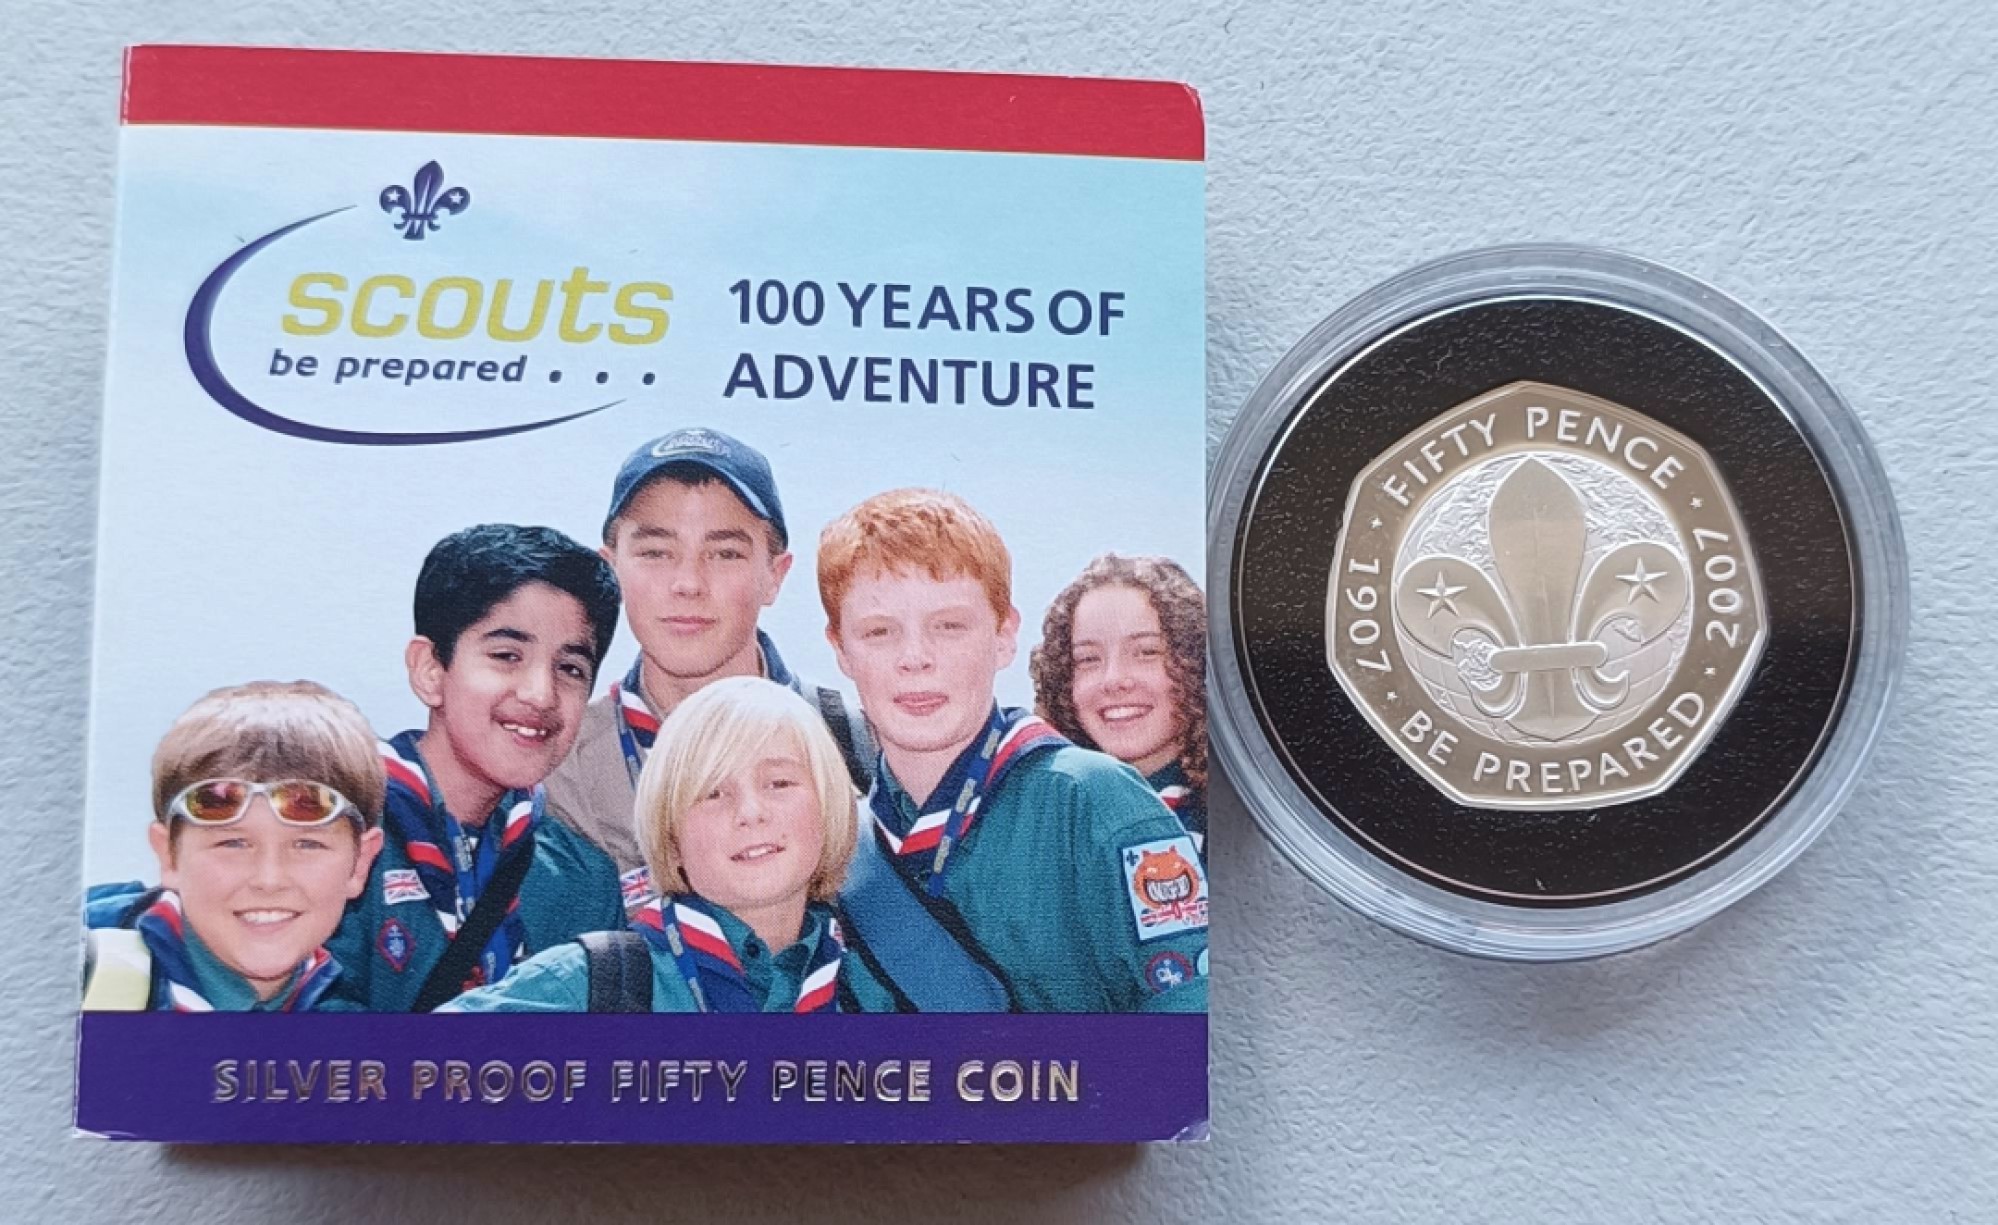 scouts
be prepared . . .
100 YEARS OF
ADVENTURE
SILVER PROOF FIFTY PENCE COIN
FIFTY PENCE
2007
BE PREPARED
1907